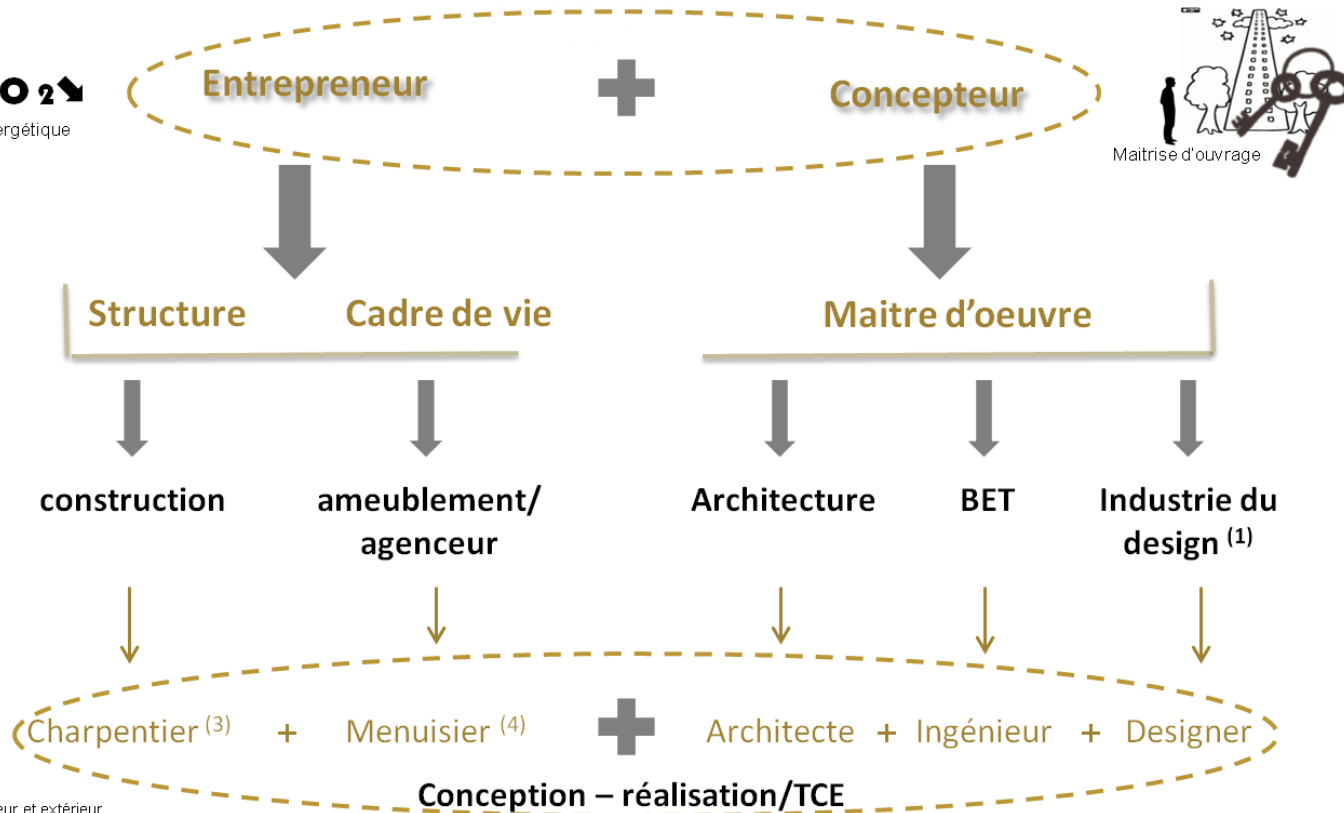 Entrepreneur
Concepteur
O 2
ergétique
Maitrise d'ouvrage
Structure Cadre de vie Maitre d'oeuvre
construction ameublement/ Architecture BET Industrie du
agenceur design (1)
Charpentier (3) + Menuisier (4) + Architecte + Ingénieur + Designer
Conception – réalisation/TCE
eur et extérieur